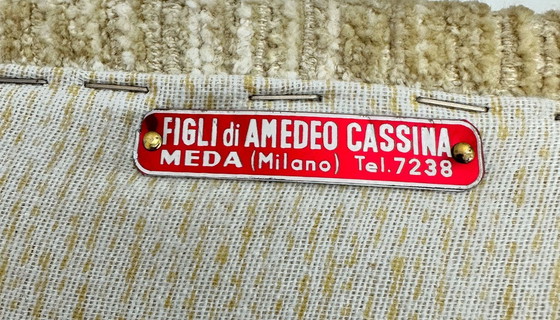 FIGLI di AMEDEO CASSINA
MEDA (Milano) Tel.7238